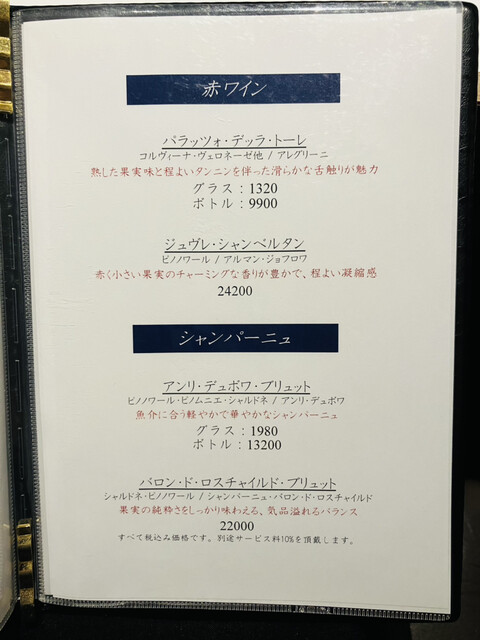 赤ワイン
パラッツォ・デッラ・トーレ
コルヴィーナ・ヴェロネーゼ他 / アレグリーニ
熟した果実味と程よいタンニンを伴った滑らかな舌触りが魅力
グラス : 1320
ボトル : 9900
ジュヴレ・シャンベルタン
ピノノワール / アルマン・ジョフロワ
赤く小さい果実のチャーミングな香りが豊かで、程よい凝縮感
24200
シャンパーニュ
アンリ・デュボワ・ブリュット
ピノノワール・ピノムニエ・シャルドネ / アンリ・デュボワ
魚介に合う軽やかで華やかなシャンパーニュ
グラス : 1980
ボトル : 13200
バロン・ド・ロスチャイルド・ブリュット
シャルドネ・ピノノワール / シャンパーニュ・バロン・ド・ロスチャイルド
果実の純粋さをしっかり味わえる、気品溢れるバランス
22000
すべて税込み価格です。別途サービス料10%を頂戴します。